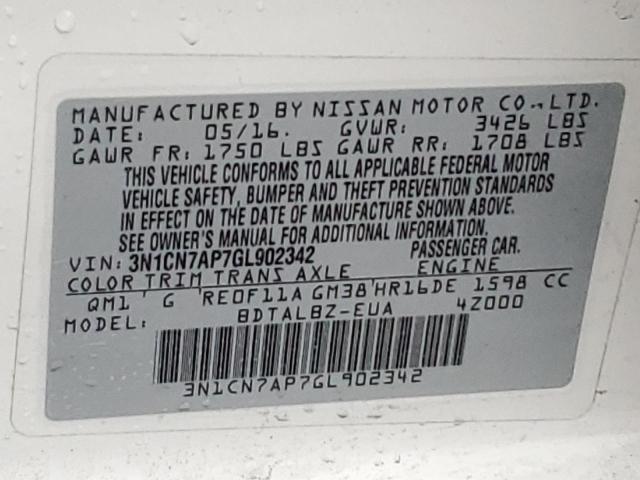 MANUFACTURED BY NISSAN MOTOR CO., LTD.
DATE: 05/16. GVWR: 3426 LBS
GAWR FR: 1750 LBS GAWR RR: 1708 LBS
THIS VEHICLE CONFORMS TO ALL APPLICABLE FEDERAL MOTOR
VEHICLE SAFETY, BUMPER AND THEFT PREVENTION STANDARDS
IN EFFECT ON THE DATE OF MANUFACTURE SHOWN ABOVE.
SEE OWNER'S MANUAL FOR ADDITIONAL INFORMATION.
VIN: 3N1CN7AP7GL902342 PASSENGER CAR.
COLOR TRIM TRANS AXLE ENGINE
QM1 G RE0F11A GM38 HR16DE 1598 CC
MODEL: BDTALBZ-EUA 4Z000
3N1CN7AP7GL902342